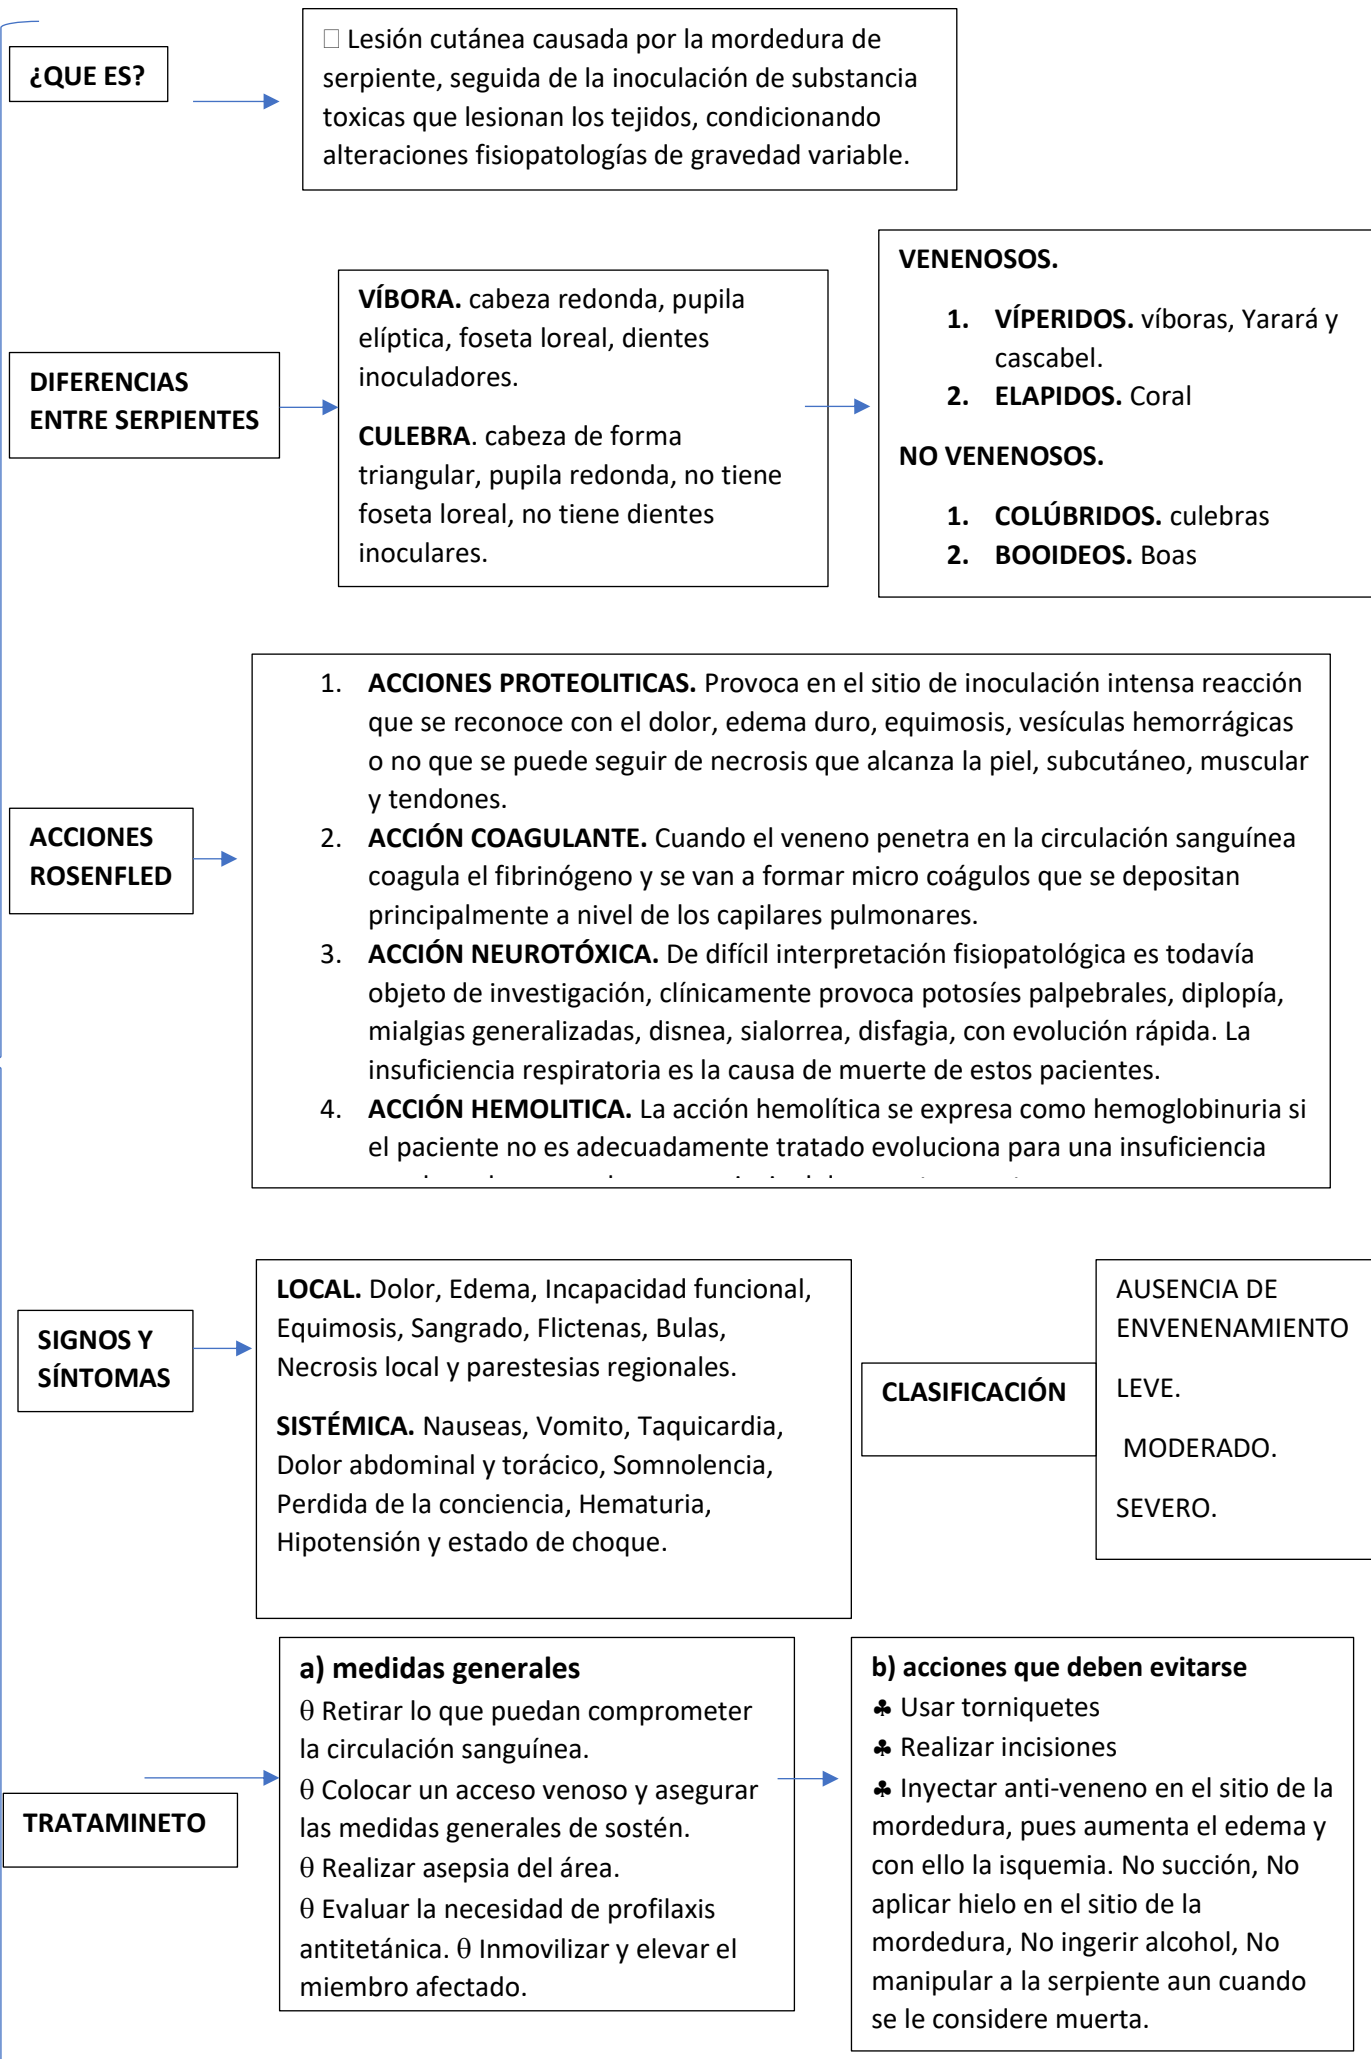 ¿QUE ES?
☐ Lesión cutánea causada por la mordedura de
serpiente, seguida de la inoculación de substancia
toxicas que lesionan los tejidos, condicionando
alteraciones fisiopatologías de gravedad variable.
DIFERENCIAS
ENTRE SERPIENTES
VÍBORA. cabeza redonda, pupila
elíptica, foseta loreal, dientes
inoculadores.
CULEBRA. cabeza de forma
triangular, pupila redonda, no tiene
foseta loreal, no tiene dientes
inoculares.
VENENOSOS.
1. VÍPERIDOS. víboras, Yarará y
cascabel.
2. ELAPIDOS. Coral
NO VENENOSOS.
1. COLÚBRIDOS. culebras
2. BOOIDEOS. Boas
ACCIONES
ROSENFLED
1. ACCIONES PROTEOLITICAS. Provoca en el sitio de inoculación intensa reacción
que se reconoce con el dolor, edema duro, equimosis, vesículas hemorrágicas
o no que se puede seguir de necrosis que alcanza la piel, subcutáneo, muscular
y tendones.
2. ACCIÓN COAGULANTE. Cuando el veneno penetra en la circulación sanguínea
coagula el fibrinógeno y se van a formar micro coágulos que se depositan
principalmente a nivel de los capilares pulmonares.
3. ACCIÓN NEUROTÓXICA. De difícil interpretación fisiopatológica es todavía
objeto de investigación, clínicamente provoca potosíes palpebrales, diplopía,
mialgias generalizadas, disnea, sialorrea, disfagia, con evolución rápida. La
insuficiencia respiratoria es la causa de muerte de estos pacientes.
4. ACCIÓN HEMOLITICA. La acción hemolítica se expresa como hemoglobinuria si
el paciente no es adecuadamente tratado evoluciona para una insuficiencia
SIGNOS Y
SÍNTOMAS
LOCAL. Dolor, Edema, Incapacidad funcional,
Equimosis, Sangrado, Flictenas, Bulas,
Necrosis local y parestesias regionales.
SISTÉMICA. Nauseas, Vomito, Taquicardia,
Dolor abdominal y torácico, Somnolencia,
Perdida de la conciencia, Hematuria,
Hipotensión y estado de choque.
CLASIFICACIÓN
AUSENCIA DE
ENVENENAMIENTO
LEVE.
MODERADO.
SEVERO.
TRATAMINETO
a) medidas generales
θ Retirar lo que puedan comprometer
la circulación sanguínea.
θ Colocar un acceso venoso y asegurar
las medidas generales de sostén.
θ Realizar asepsia del área.
θ Evaluar la necesidad de profilaxis
antitetánica. θ Inmovilizar y elevar el
miembro afectado.
b) acciones que deben evitarse
♣ Usar torniquetes
♣ Realizar incisiones
♣ Inyectar anti-veneno en el sitio de la
mordedura, pues aumenta el edema y
con ello la isquemia. No succión, No
aplicar hielo en el sitio de la
mordedura, No ingerir alcohol, No
manipular a la serpiente aun cuando
se le considere muerta.